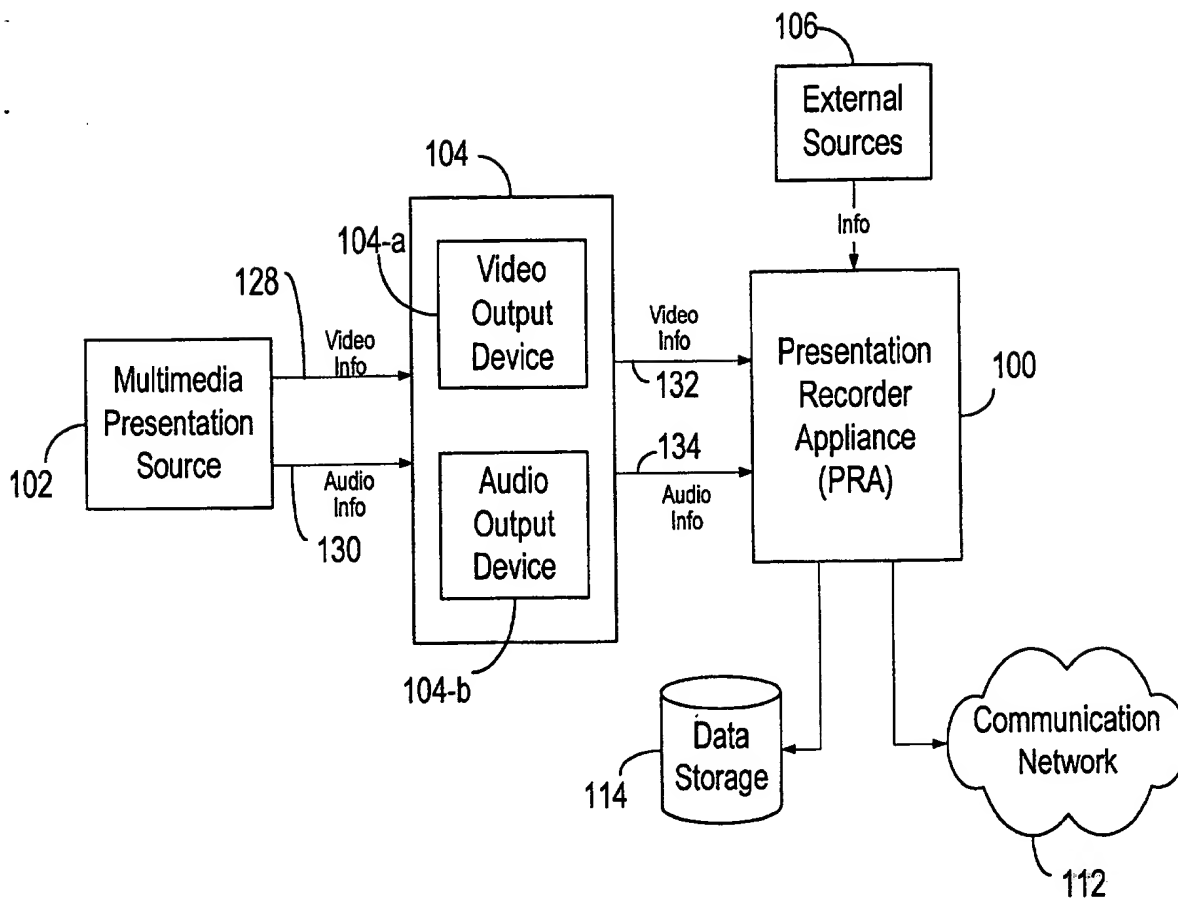 106
External
Sources
Info
104
104-a
Video
Output
Device
128
Video
Info
Multimedia
Presentation
Source
102
Audio
Info
130
Audio
Output
Device
104-b
Video
Info
132
134
Audio
Info
Presentation
Recorder
Appliance
(PRA)
100
Data
Storage
114
Communication
Network
112